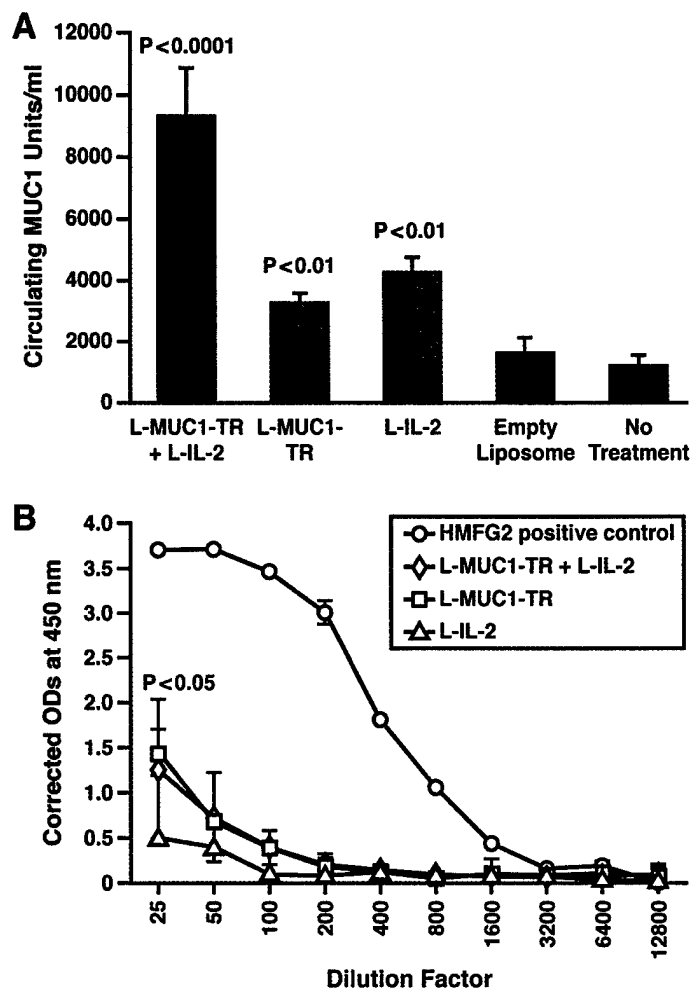 A
Circulating MUC1 Units/ml
12000
10000
8000
6000
4000
2000
0
P<0.0001
P<0.01
P<0.01
L-MUC1-TR
+ L-IL-2
L-MUC1-
TR
L-IL-2
Empty
Liposome
No
Treatment
B
Corrected ODs at 450 nm
4.0
3.5
3.0
2.5
2.0
1.5
1.0
0.5
0
HMFG2 positive control
L-MUC1-TR + L-IL-2
L-MUC1-TR
L-IL-2
P<0.05
25
50
100
200
400
800
1600
3200
6400
12800
Dilution Factor